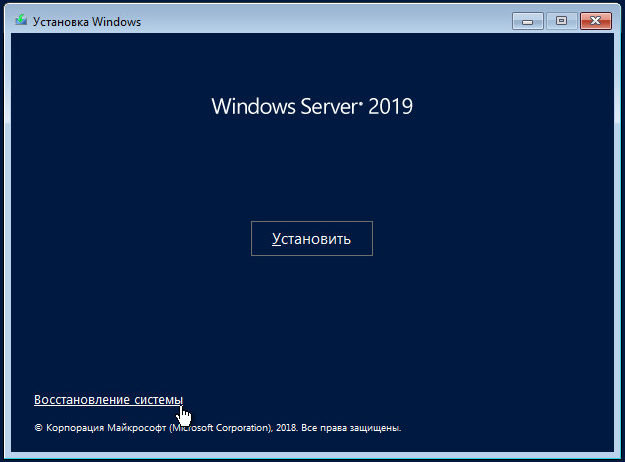 Установка Windows
Windows Server® 2019
Установить
Восстановление системы
© Корпорация Майкрософт (Microsoft Corporation), 2018. Все права защищены.